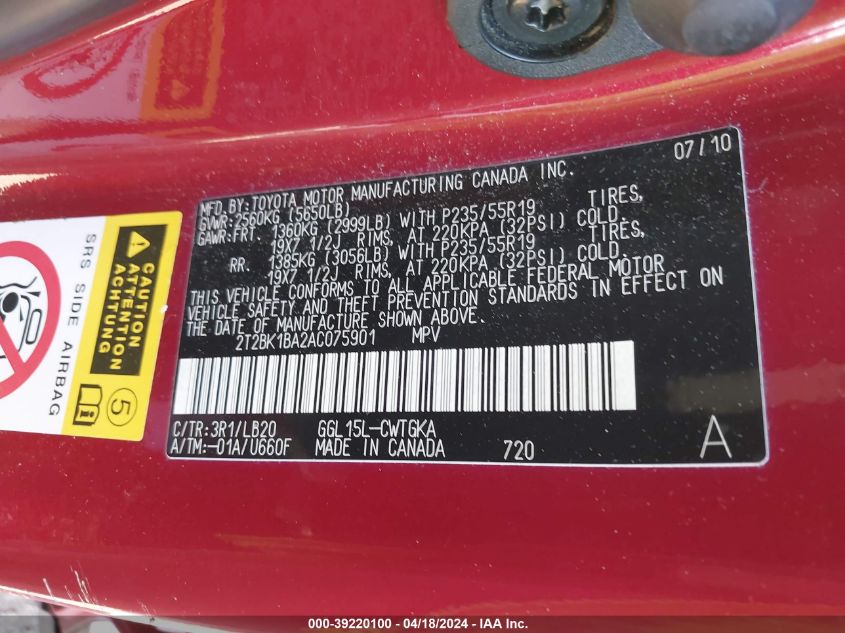 07/10
MFD. BY: TOYOTA MOTOR MANUFACTURING CANADA INC.
GVWR: 2560KG (5650LB)
GAWR: FRT. 1360KG (2999LB) WITH P235/55R19 TIRES,
19X7 1/2J RIMS, AT 220KPA (32PSI) COLD.
RR. 1385KG (3056LB) WITH P235/55R19 TIRES,
19X7 1/2J RIMS, AT 220KPA (32PSI) COLD.
THIS VEHICLE CONFORMS TO ALL APPLICABLE FEDERAL MOTOR
VEHICLE SAFETY AND THEFT PREVENTION STANDARDS IN EFFECT ON
THE DATE OF MANUFACTURE SHOWN ABOVE.
2T2BK1BA2AC075901 MPV
C/TR: 3R1/LB20 GGL15L-CWTGKA
A/TM: -01A/U660F MADE IN CANADA 720 A
SRS SIDE AIRBAG
CAUTION
ATTENTION
ACHTUNG
5
000-39220100 - 04/18/2024 - IAA Inc.